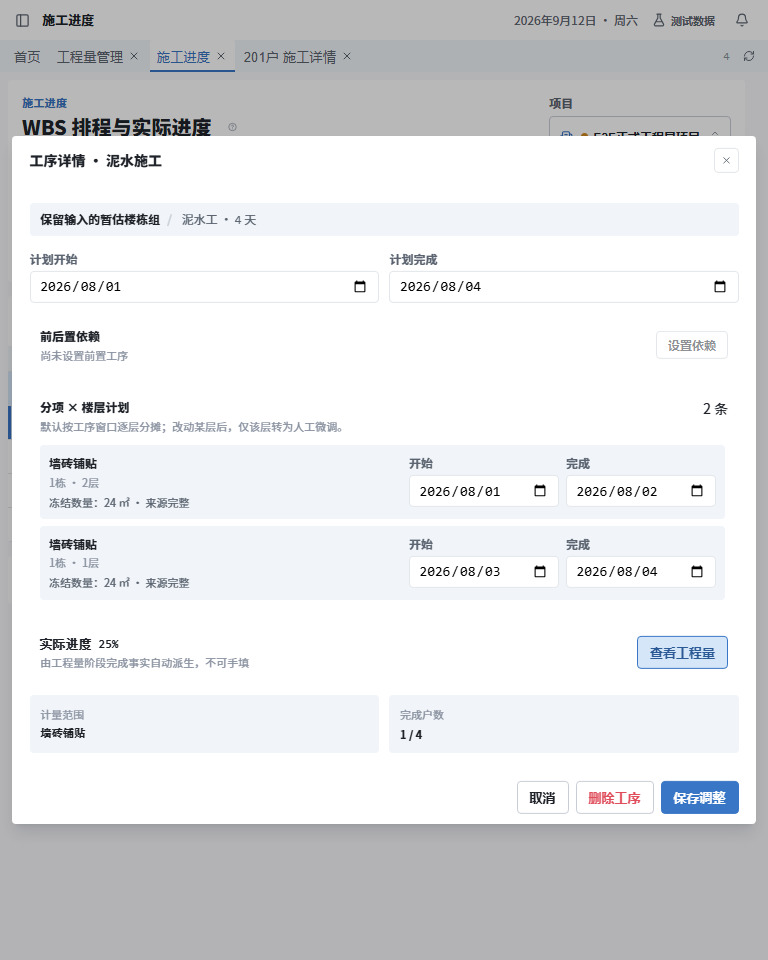 施工进度
2026年9月12日 · 周六
测试数据
首页
工程量管理
施工进度
201户 施工详情
4
施工进度
WBS 排程与实际进度
项目
工序详情 · 泥水施工
保留输入的暂估楼栋组 / 泥水工 · 4 天
计划开始
计划完成
2026/08/01
2026/08/04
前后置依赖
尚未设置前置工序
设置依赖
分项 × 楼层计划
2 条
默认按工序窗口逐层分摊；改动某层后，仅该层转为人工微调。
墙砖铺贴
1栋 · 2层
冻结数量：24 ㎡ · 来源完整
开始
完成
2026/08/01
2026/08/02
墙砖铺贴
1栋 · 1层
冻结数量：24 ㎡ · 来源完整
开始
完成
2026/08/03
2026/08/04
实际进度 25%
由工程量阶段完成事实自动派生，不可手填
查看工程量
计量范围
墙砖铺贴
完成户数
1 / 4
取消
删除工序
保存调整